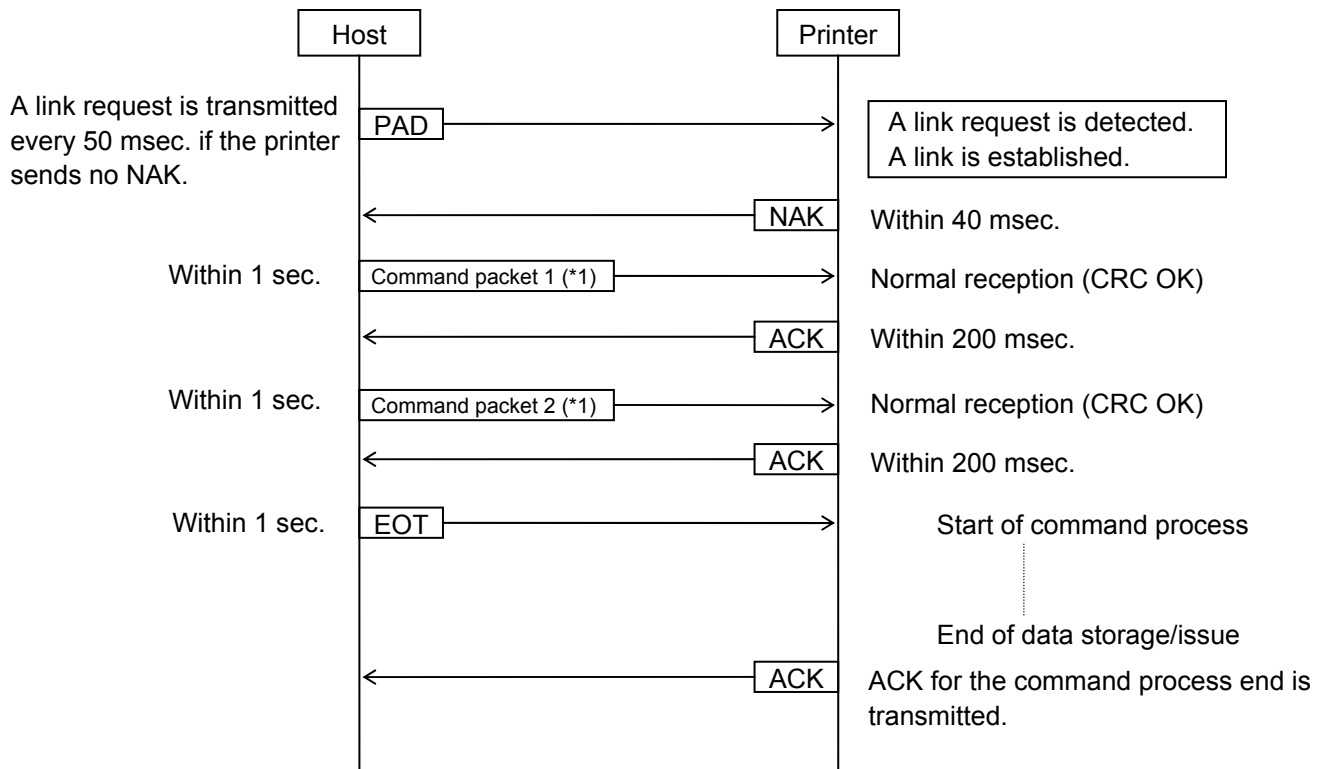 Host
Printer
A link request is transmitted
every 50 msec. if the printer
sends no NAK.
PAD
A link request is detected.
A link is established.
NAK
Within 40 msec.
Within 1 sec.
Command packet 1 (*1)
Normal reception (CRC OK)
ACK
Within 200 msec.
Within 1 sec.
Command packet 2 (*1)
Normal reception (CRC OK)
ACK
Within 200 msec.
Within 1 sec.
EOT
Start of command process
End of data storage/issue
ACK
ACK for the command process end is
transmitted.